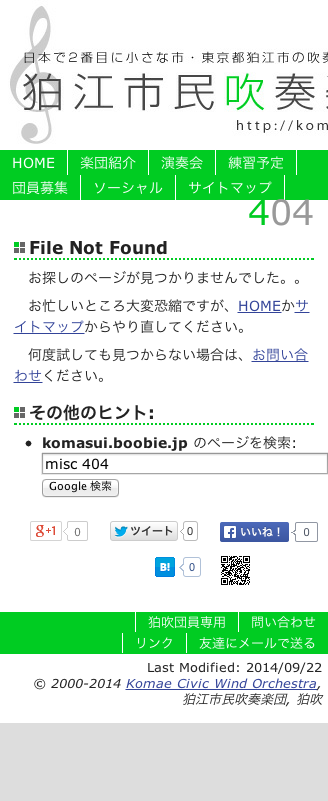 日本で2番目に小さな市・東京都狛江市の吹
狛江市民吹奏
http://kom
HOME 楽団紹介 演奏会 練習予定
団員募集 ソーシャル サイトマップ
404
File Not Found
お探しのページが見つかりませんでした。。
お忙しいところ大変恐縮ですが、HOMEかサ
イトマップからやり直してください。
何度試しても見つからない場合は、お問い合
わせください。
その他のヒント:
komasui.boobie.jp のページを検索:
misc 404
Google 検索
g+1 0 ツイート 0 いいね！ 0
B! 0
狛吹団員専用 問い合わせ
リンク 友達にメールで送る
Last Modified: 2014/09/22
© 2000-2014 Komae Civic Wind Orchestra,
狛江市民吹奏楽団, 狛吹